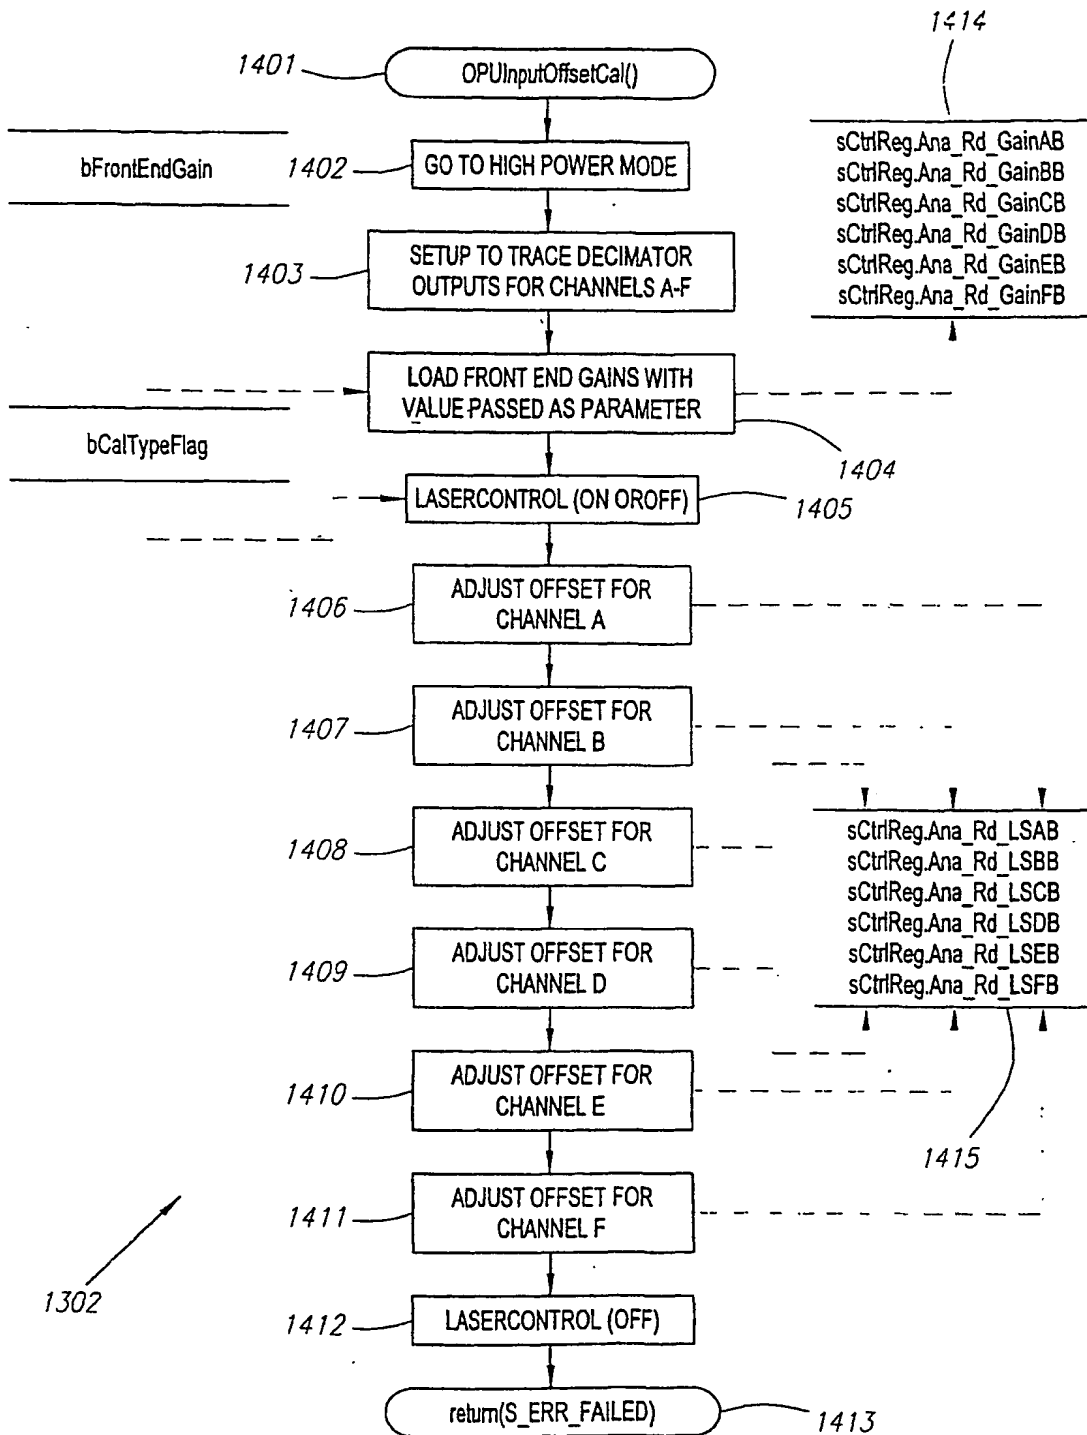 1414
1401
OPUInputOffsetCal()
sCtrlReg.Ana_Rd_GainAB
sCtrlReg.Ana_Rd_GainBB
sCtrlReg.Ana_Rd_GainCB
sCtrlReg.Ana_Rd_GainDB
sCtrlReg.Ana_Rd_GainEB
sCtrlReg.Ana_Rd_GainFB
bFrontEndGain
1402
GO TO HIGH POWER MODE
1403
SETUP TO TRACE DECIMATOR
OUTPUTS FOR CHANNELS A-F
LOAD FRONT END GAINS WITH
VALUE PASSED AS PARAMETER
1404
bCalTypeFlag
LASERCONTROL (ON OROFF)
1405
1406
ADJUST OFFSET FOR
CHANNEL A
1407
ADJUST OFFSET FOR
CHANNEL B
1408
ADJUST OFFSET FOR
CHANNEL C
sCtrlReg.Ana_Rd_LSAB
sCtrlReg.Ana_Rd_LSBB
sCtrlReg.Ana_Rd_LSCB
sCtrlReg.Ana_Rd_LSDB
sCtrlReg.Ana_Rd_LSEB
sCtrlReg.Ana_Rd_LSFB
1409
ADJUST OFFSET FOR
CHANNEL D
1410
ADJUST OFFSET FOR
CHANNEL E
1415
1411
ADJUST OFFSET FOR
CHANNEL F
1302
1412
LASERCONTROL (OFF)
return(S_ERR_FAILED)
1413